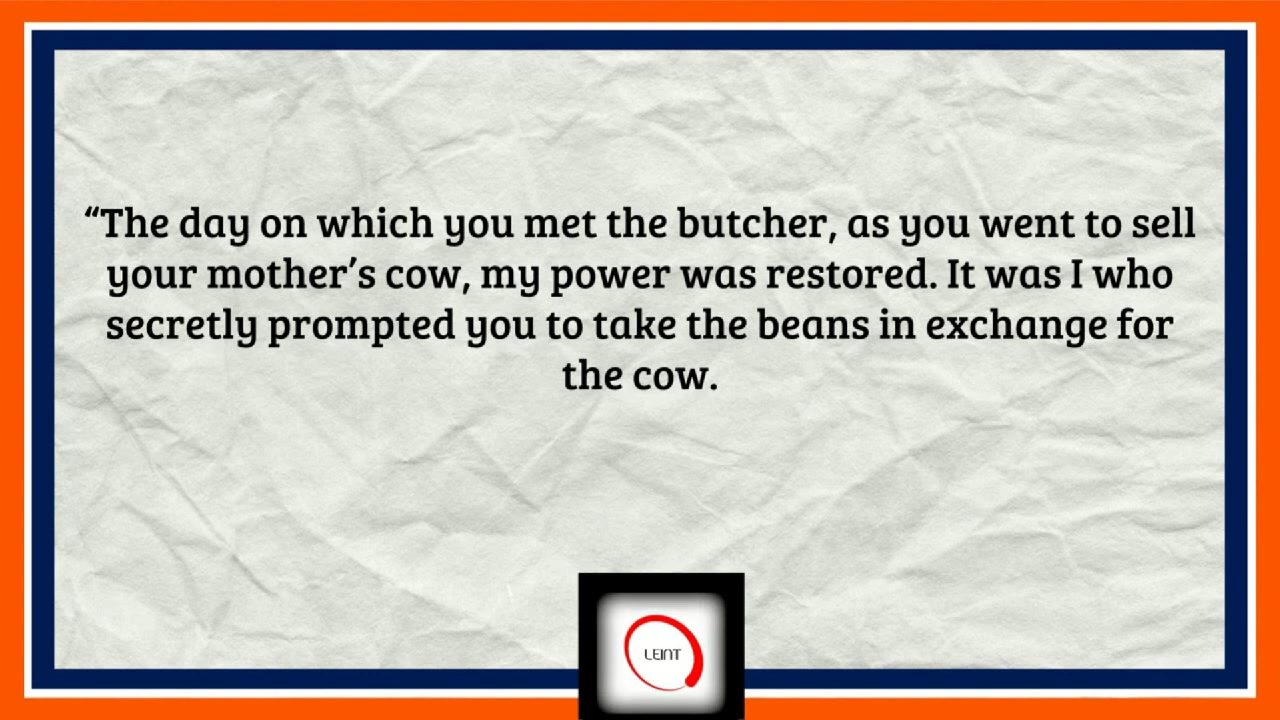 “The day on which you met the butcher, as you went to sell
your mother’s cow, my power was restored. It was I who
secretly prompted you to take the beans in exchange for
the cow.
LEINT